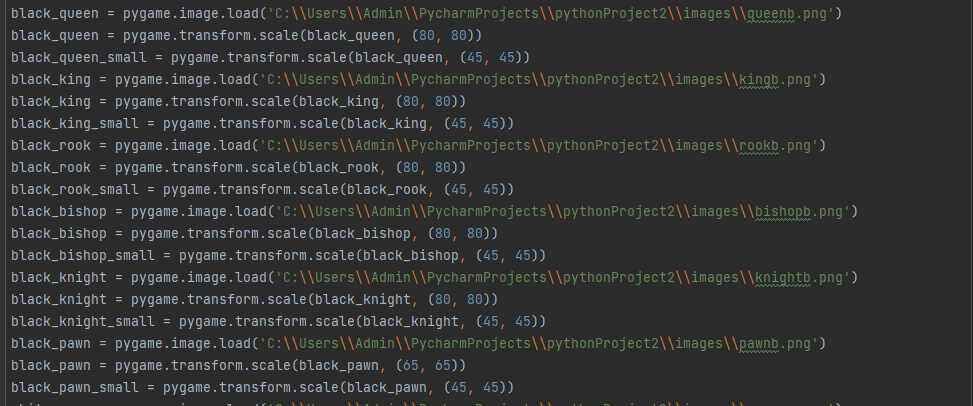 black_queen = pygame.image.load('C:\\Users\\Admin\\PycharmProjects\\pythonProject2\\images\\queenb.png')
black_queen = pygame.transform.scale(black_queen, (80, 80))
black_queen_small = pygame.transform.scale(black_queen, (45, 45))
black_king = pygame.image.load('C:\\Users\\Admin\\PycharmProjects\\pythonProject2\\images\\kingb.png')
black_king = pygame.transform.scale(black_king, (80, 80))
black_king_small = pygame.transform.scale(black_king, (45, 45))
black_rook = pygame.image.load('C:\\Users\\Admin\\PycharmProjects\\pythonProject2\\images\\rookb.png')
black_rook = pygame.transform.scale(black_rook, (80, 80))
black_rook_small = pygame.transform.scale(black_rook, (45, 45))
black_bishop = pygame.image.load('C:\\Users\\Admin\\PycharmProjects\\pythonProject2\\images\\bishopb.png')
black_bishop = pygame.transform.scale(black_bishop, (80, 80))
black_bishop_small = pygame.transform.scale(black_bishop, (45, 45))
black_knight = pygame.image.load('C:\\Users\\Admin\\PycharmProjects\\pythonProject2\\images\\knightb.png')
black_knight = pygame.transform.scale(black_knight, (80, 80))
black_knight_small = pygame.transform.scale(black_knight, (45, 45))
black_pawn = pygame.image.load('C:\\Users\\Admin\\PycharmProjects\\pythonProject2\\images\\pawnb.png')
black_pawn = pygame.transform.scale(black_pawn, (65, 65))
black_pawn_small = pygame.transform.scale(black_pawn, (45, 45))